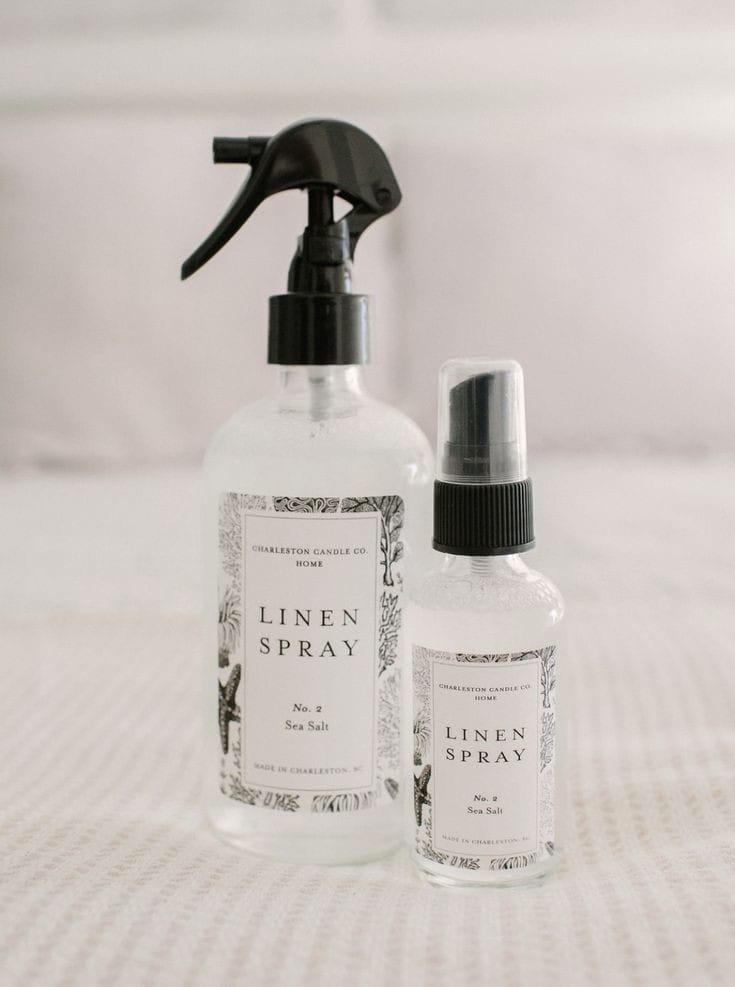 CHARLESTON CANDLE CO.
HOME
LINEN
SPRAY
No. 2
Sea Salt
MADE IN CHARLESTON, SC
CHARLESTON CANDLE CO.
HOME
LINEN
SPRAY
No. 2
Sea Salt
MADE IN CHARLESTON, SC